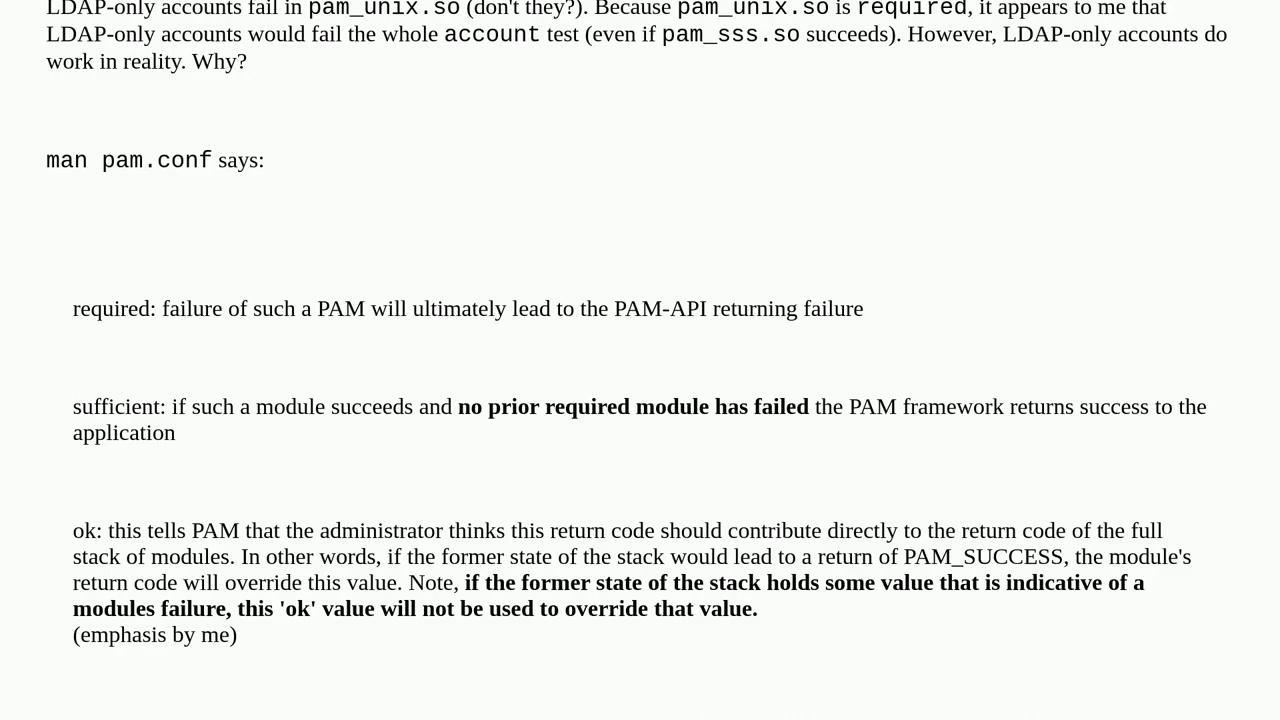 LDAP-only accounts fail in pam_unix.so (don't they?). Because pam_unix.so is required, it appears to me that
LDAP-only accounts would fail the whole account test (even if pam_sss.so succeeds). However, LDAP-only accounts do
work in reality. Why?
man pam.conf says:
required: failure of such a PAM will ultimately lead to the PAM-API returning failure
sufficient: if such a module succeeds and no prior required module has failed the PAM framework returns success to the
application
ok: this tells PAM that the administrator thinks this return code should contribute directly to the return code of the full
stack of modules. In other words, if the former state of the stack would lead to a return of PAM_SUCCESS, the module's
return code will override this value. Note, if the former state of the stack holds some value that is indicative of a
modules failure, this 'ok' value will not be used to override that value.
(emphasis by me)